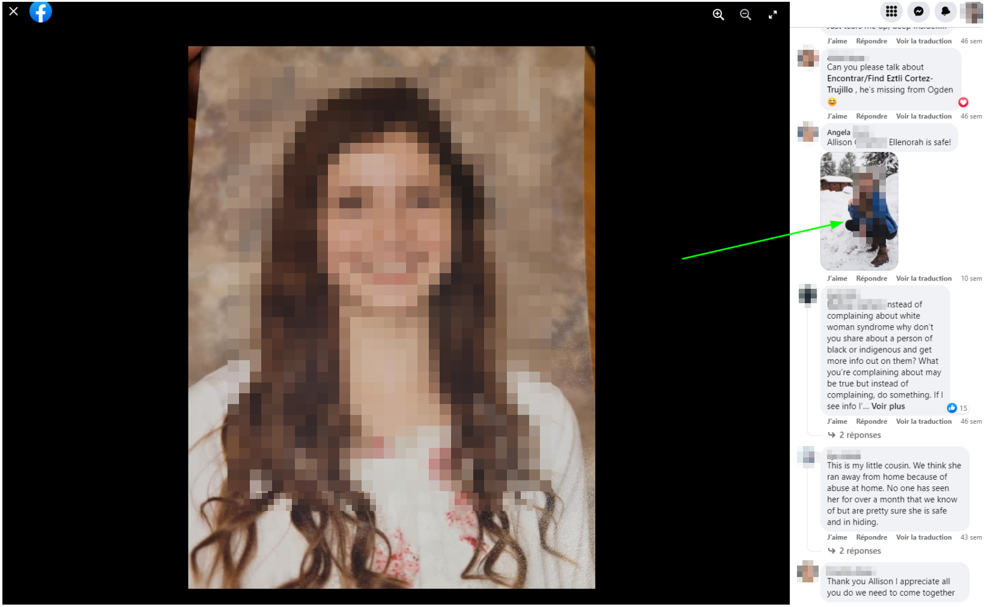 Just tears me up, deep inside......
J'aime Répondre Voir la traduction 46 sem
Can you please talk about
Encontrar/Find Eztli Cortez-
Trujillo , he's missing from Ogden
😊
J'aime Répondre Voir la traduction 46 sem
Angela
Allison Ellenorah is safe!
J'aime Répondre Voir la traduction 10 sem
nstead of
complaining about white
woman syndrome why don't
you share about a person of
black or indigenous and get
more info out on them? What
you're complaining about may
be true but instead of
complaining, do something. If I
see info I'... Voir plus
15
J'aime Répondre Voir la traduction 46 sem
2 réponses
This is my little cousin. We think she
ran away from home because of
abuse at home. No one has seen
her for over a month that we know
of but are pretty sure she is safe
and in hiding.
J'aime Répondre Voir la traduction 43 sem
2 réponses
Thank you Allison I appreciate all
you do we need to come together